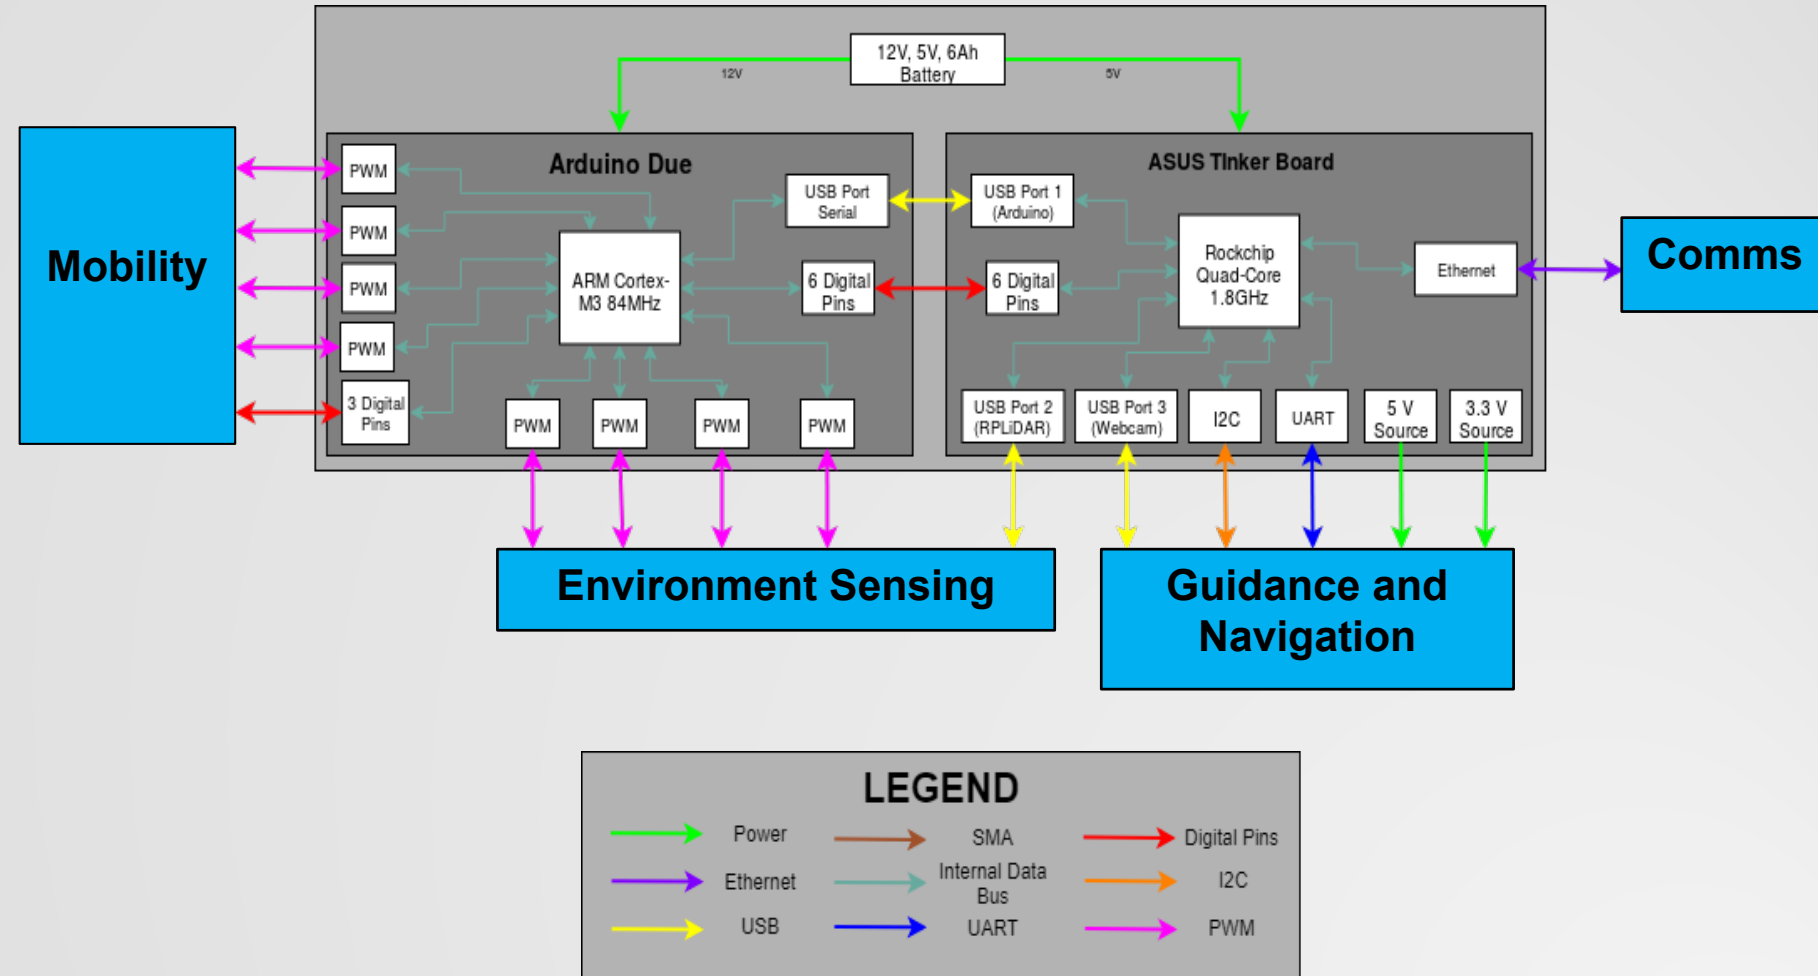 12V, 5V, 6Ah
Battery
12V
5V
Arduino Due
ASUS TInker Board
Mobility
PWM
PWM
PWM
PWM
3 Digital
Pins
ARM Cortex-
M3 84MHz
USB Port
Serial
6 Digital
Pins
PWM
PWM
PWM
PWM
USB Port 1
(Arduino)
6 Digital
Pins
Rockchip
Quad-Core
1.8GHz
Ethernet
Comms
USB Port 2
(RPLiDAR)
USB Port 3
(Webcam)
I2C
UART
5 V
Source
3.3 V
Source
Environment Sensing
Guidance and
Navigation
LEGEND
Power
SMA
Digital Pins
Ethernet
Internal Data
Bus
I2C
USB
UART
PWM